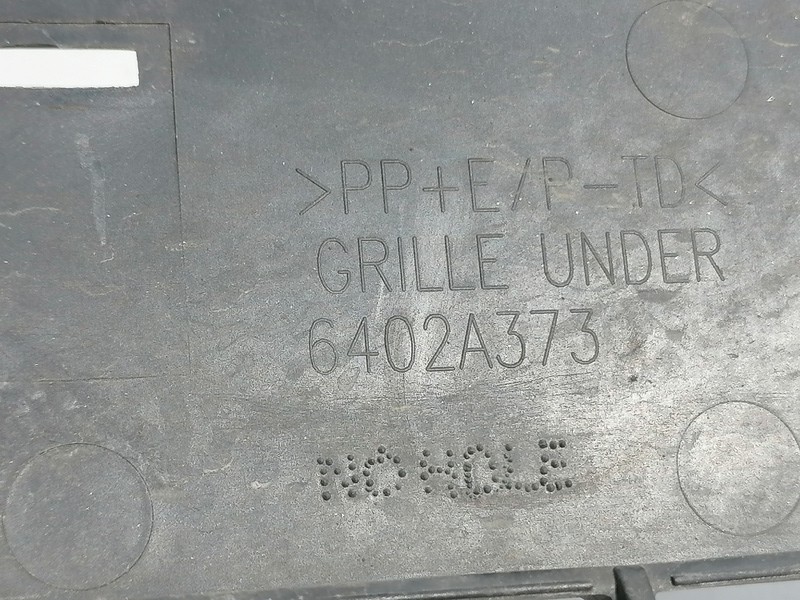 >PP+E/P-TD<
GRILLE UNDER
6402A373
NO HOLE